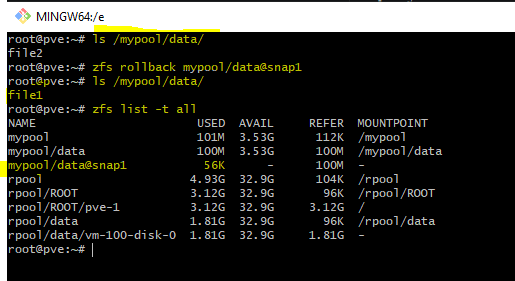 MINGW64:/e
root@pve:~# ls /mypool/data/
file2
root@pve:~# zfs rollback mypool/data@snap1
root@pve:~# ls /mypool/data/
file1
root@pve:~# zfs list -t all
NAME USED AVAIL REFER MOUNTPOINT
mypool 101M 3.53G 112K /mypool
mypool/data 100M 3.53G 100M /mypool/data
mypool/data@snap1 56K - 100M -
rpool 4.93G 32.9G 104K /rpool
rpool/ROOT 3.12G 32.9G 96K /rpool/ROOT
rpool/ROOT/pve-1 3.12G 32.9G 3.12G /
rpool/data 1.81G 32.9G 96K /rpool/data
rpool/data/vm-100-disk-0 1.81G 32.9G 1.81G -
root@pve:~#